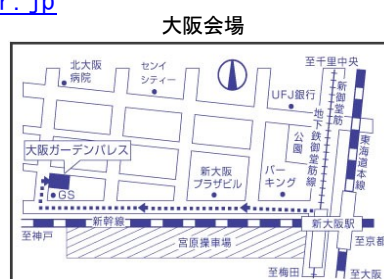 r. jp
大阪会場
北大阪
病院
センイ
シティー
至千里中央
UFJ銀行
新御堂筋
地下鉄御堂筋線
東海道本線
公園
大阪ガーデンパレス
GS
新大阪
プラザビル
パー
キング
新幹線
新大阪駅
至神戸
宮原操車場
至京都
至梅田
至大阪